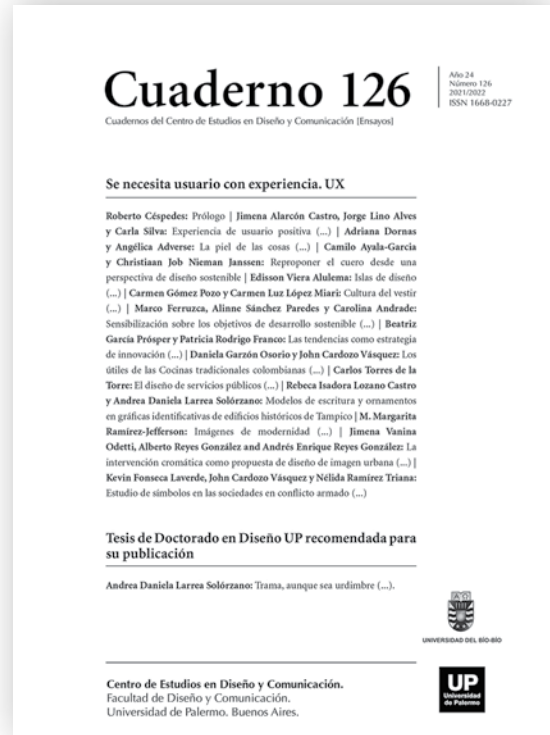 Cuaderno 126
Cuadernos del Centro de Estudios en Diseño y Comunicación [Ensayos]
Año 24
Número 126
2021/2022
ISSN 1668-0227
Se necesita usuario con experiencia. UX
Roberto Céspedes: Prólogo | Jimena Alarcón Castro, Jorge Lino Alves
y Carla Silva: Experiencia de usuario positiva (...) | Adriana Dornas
y Angélica Adverse: La piel de las cosas (...) | Camilo Ayala-Garcia
y Christiaan Job Nieman Janssen: Reproponer el cuero desde una
perspectiva de diseño sostenible | Edisson Viera Alulema: Islas de diseño
(...) | Carmen Gómez Pozo y Carmen Luz López Miari: Cultura del vestir
(...) | Marco Ferruzca, Alinne Sánchez Paredes y Carolina Andrade:
Sensibilización sobre los objetivos de desarrollo sostenible (...) | Beatriz
García Prósper y Patricia Rodrigo Franco: Las tendencias como estrategia
de innovación (...) | Daniela Garzón Osorio y John Cardozo Vásquez: Los
útiles de las Cocinas tradicionales colombianas (...) | Carlos Torres de la
Torre: El diseño de servicios públicos (...) | Rebeca Isadora Lozano Castro
y Andrea Daniela Larrea Solórzano: Modelos de escritura y ornamentos
en gráficas identificativas de edificios históricos de Tampico | M. Margarita
Ramírez-Jefferson: Imágenes de modernidad (...) | Jimena Vanina
Odetti, Alberto Reyes González and Andrés Enrique Reyes González: La
intervención cromática como propuesta de diseño de imagen urbana (...) |
Kevin Fonseca Laverde, John Cardozo Vásquez y Nélida Ramírez Triana:
Estudio de símbolos en las sociedades en conflicto armado (...)
Tesis de Doctorado en Diseño UP recomendada para
su publicación
Andrea Daniela Larrea Solórzano: Trama, aunque sea urdimbre (...).
UNIVERSIDAD DEL BÍO-BÍO
Centro de Estudios en Diseño y Comunicación.
Facultad de Diseño y Comunicación.
Universidad de Palermo. Buenos Aires.
UP
Universidad
de Palermo